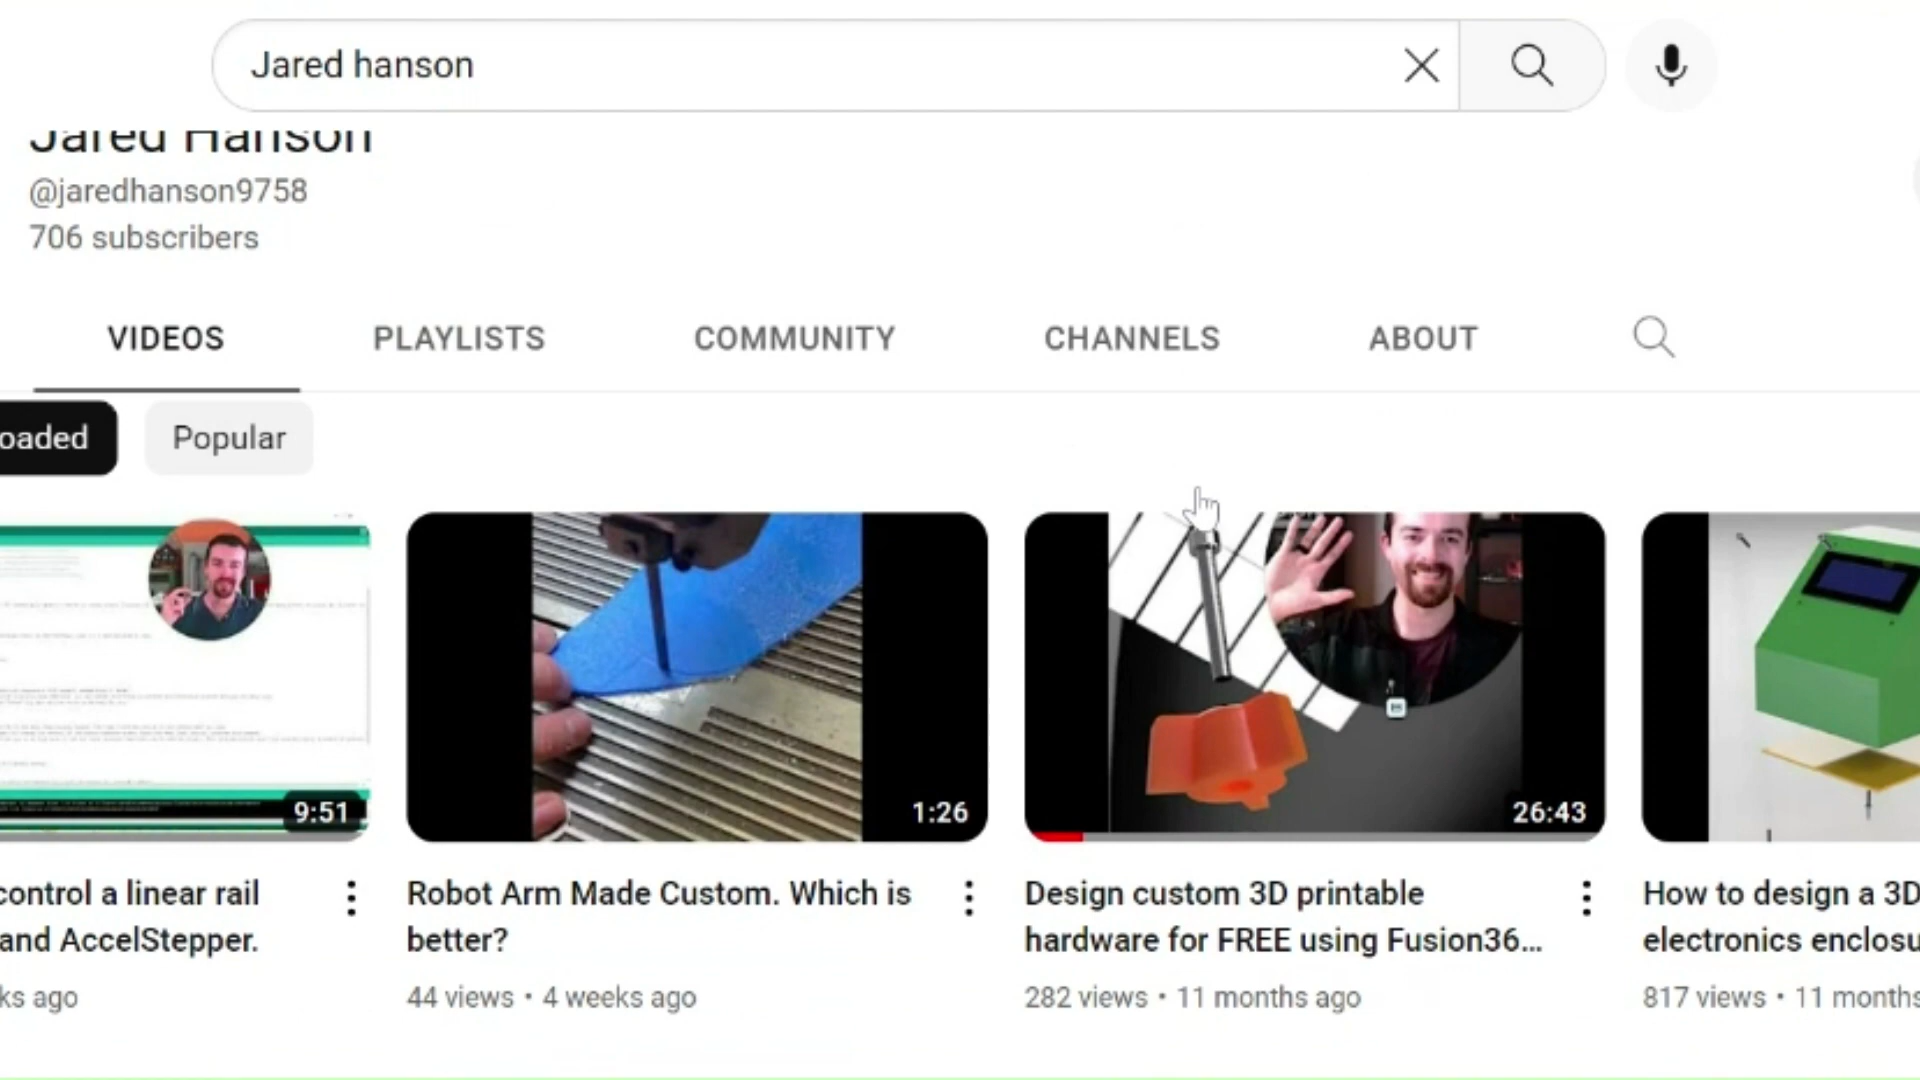 Jared hanson
Jared Hanson
@jaredhanson9758
706 subscribers
VIDEOS
PLAYLISTS
COMMUNITY
CHANNELS
ABOUT
oaded
Popular
9:51
1:26
26:43
control a linear rail
and AccelStepper.
ks ago
Robot Arm Made Custom. Which is
better?
44 views • 4 weeks ago
Design custom 3D printable
hardware for FREE using Fusion36...
282 views • 11 months ago
How to design a 3D
electronics enclosu
817 views • 11 months